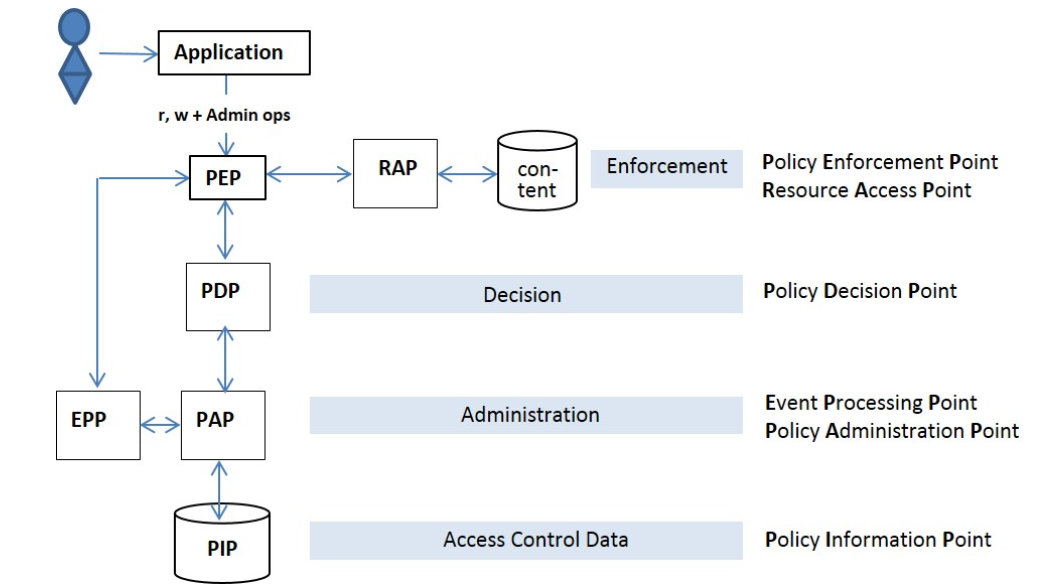 Application
r, w + Admin ops
PEP
RAP
con-
tent
Enforcement
Policy Enforcement Point
Resource Access Point
PDP
Decision
Policy Decision Point
EPP
PAP
Administration
Event Processing Point
Policy Administration Point
PIP
Access Control Data
Policy Information Point